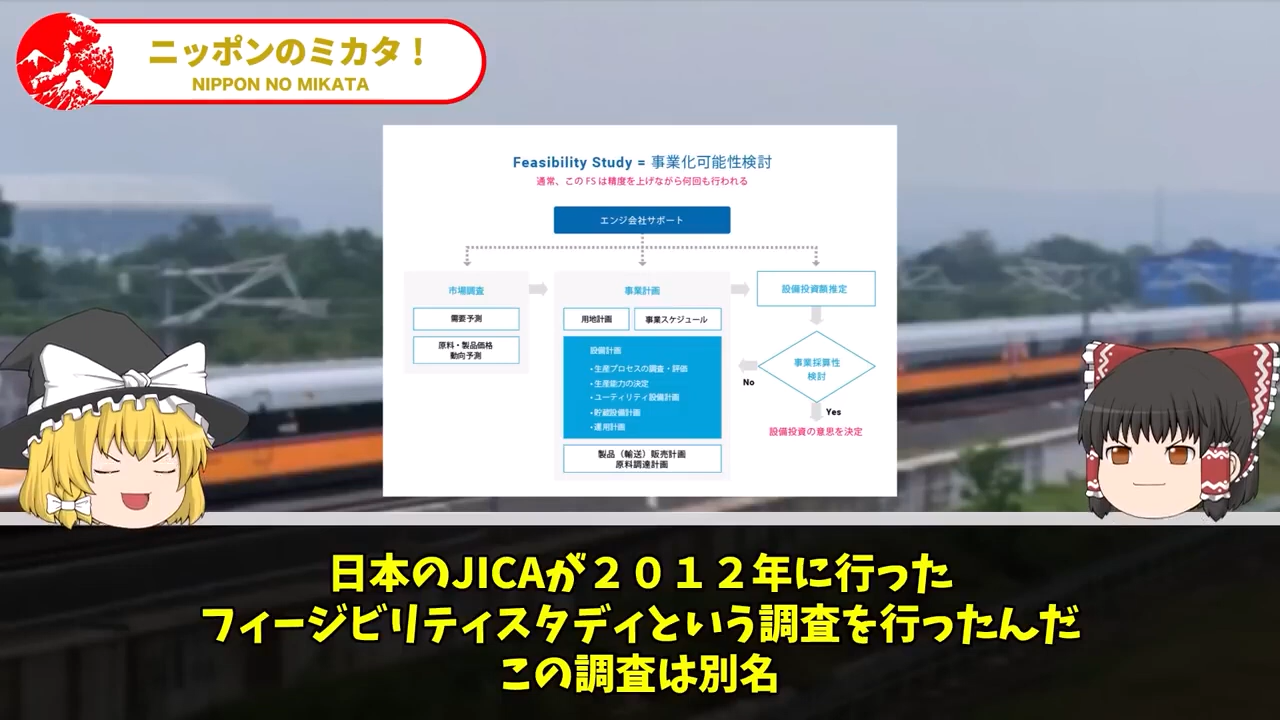 ニッポンのミカタ！
NIPPON NO MIKATA
Feasibility Study = 事業化可能性検討
通常、この FS は精度を上げながら何回も行われる
エンジ会社サポート
市場調査
需要予測
原料・製品価格
動向予測
事業計画
用地計画
事業スケジュール
設備計画
・生産プロセスの調査・評価
・生産能力の決定
・ユーティリティ設備計画
・貯蔵設備計画
・運用計画
製品（輸送）販売計画
原料調達計画
設備投資額推定
事業採算性
検討
No
Yes
設備投資の意思を決定
日本のJICAが２０１２年に行った
フィージビリティスタディという調査を行ったんだ
この調査は別名